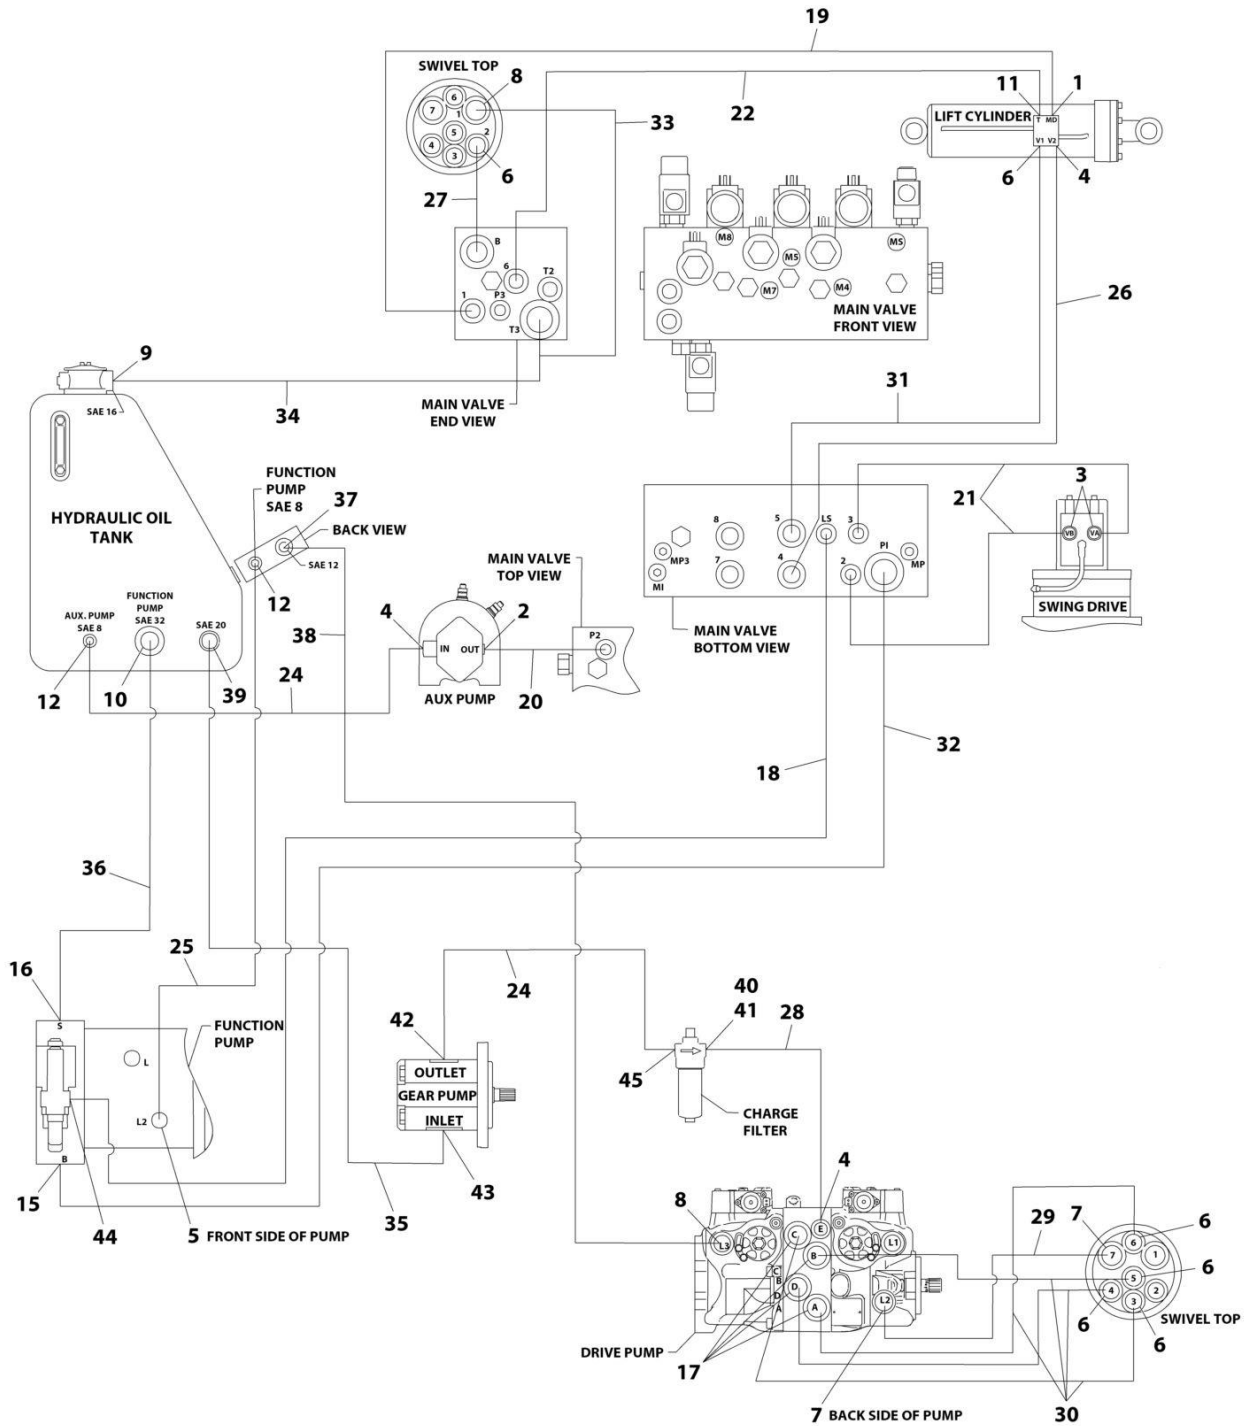 19
SWIVEL TOP
8
11
1
22
33
LIFT CYLINDER
T MD
V1 V2
6
7
1
5
2
4
3
6
6
4
27
B
6
T2
1
P3
T3
M8
MS
M5
M7
M4
MAIN VALVE
FRONT VIEW
26
9
SAE 16
34
MAIN VALVE
END VIEW
31
FUNCTION
PUMP
SAE 8
37
BACK VIEW
SAE 12
HYDRAULIC OIL
TANK
12
3
21
VB
VA
SWING DRIVE
8
5
LS
3
PI
MP3
7
4
2
MP
MI
MAIN VALVE
TOP VIEW
MAIN VALVE
BOTTOM VIEW
FUNCTION
PUMP
SAE 32
AUX. PUMP
SAE 8
SAE 20
38
4
2
IN
OUT
P2
AUX PUMP
20
12
10
39
24
32
18
36
25
16
24
40
41
28
S
FUNCTION
PUMP
L
L2
B
42
OUTLET
GEAR PUMP
INLET
43
45
CHARGE
FILTER
15
44
5 FRONT SIDE OF PUMP
35
4
8
L3
C
E
L1
B
D
A
L2
C
B
D
A
DRIVE PUMP
17
7 BACK SIDE OF PUMP
29
7
6
6
7
1
5
4
2
3
6
6
6
SWIVEL TOP
30